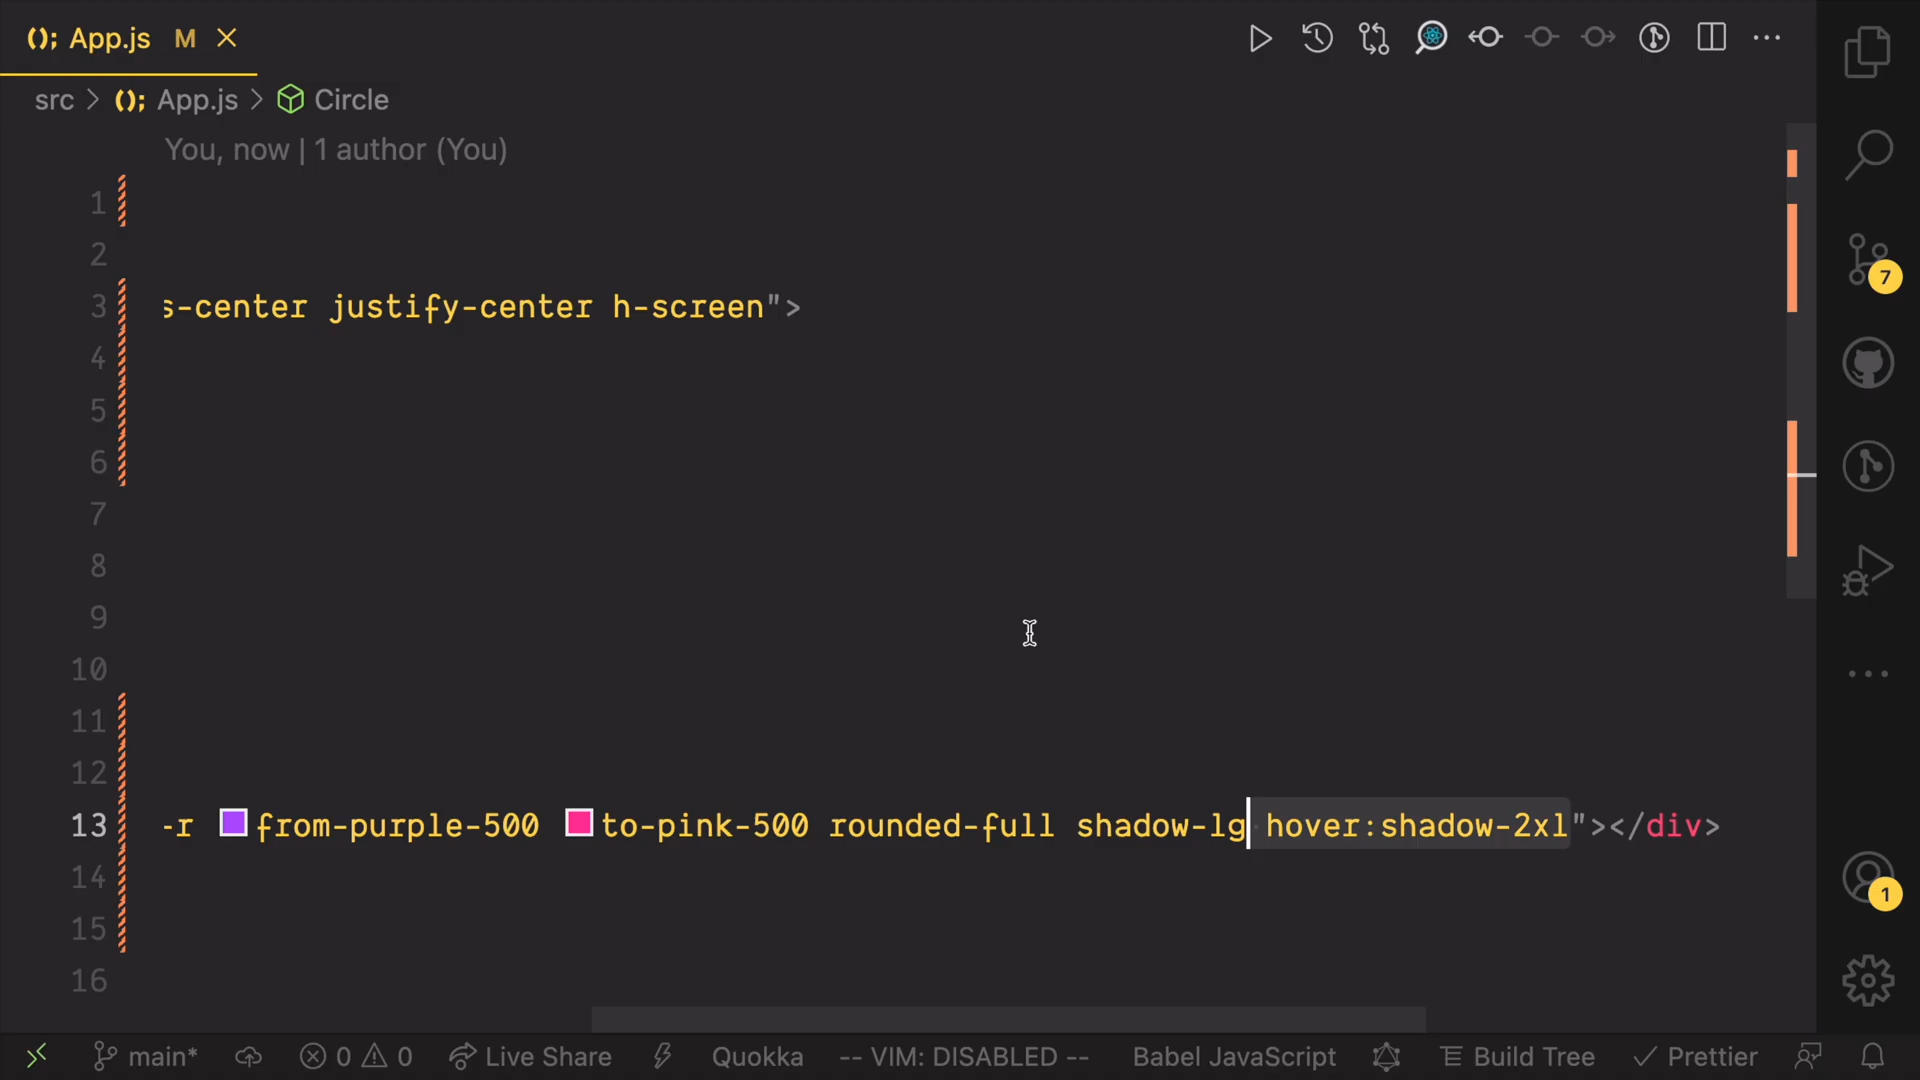 (); App.js M
src > (); App.js > Circle
You, now | 1 author (You)
1
2
3 s-center justify-center h-screen">
4
5
6
7
8
9
10
11
12
13 -r from-purple-500 to-pink-500 rounded-full shadow-lg hover:shadow-2xl"></div>
14
15
16
7
1
main* 0 0 Live Share Quokka -- VIM: DISABLED -- Babel JavaScript Build Tree Prettier